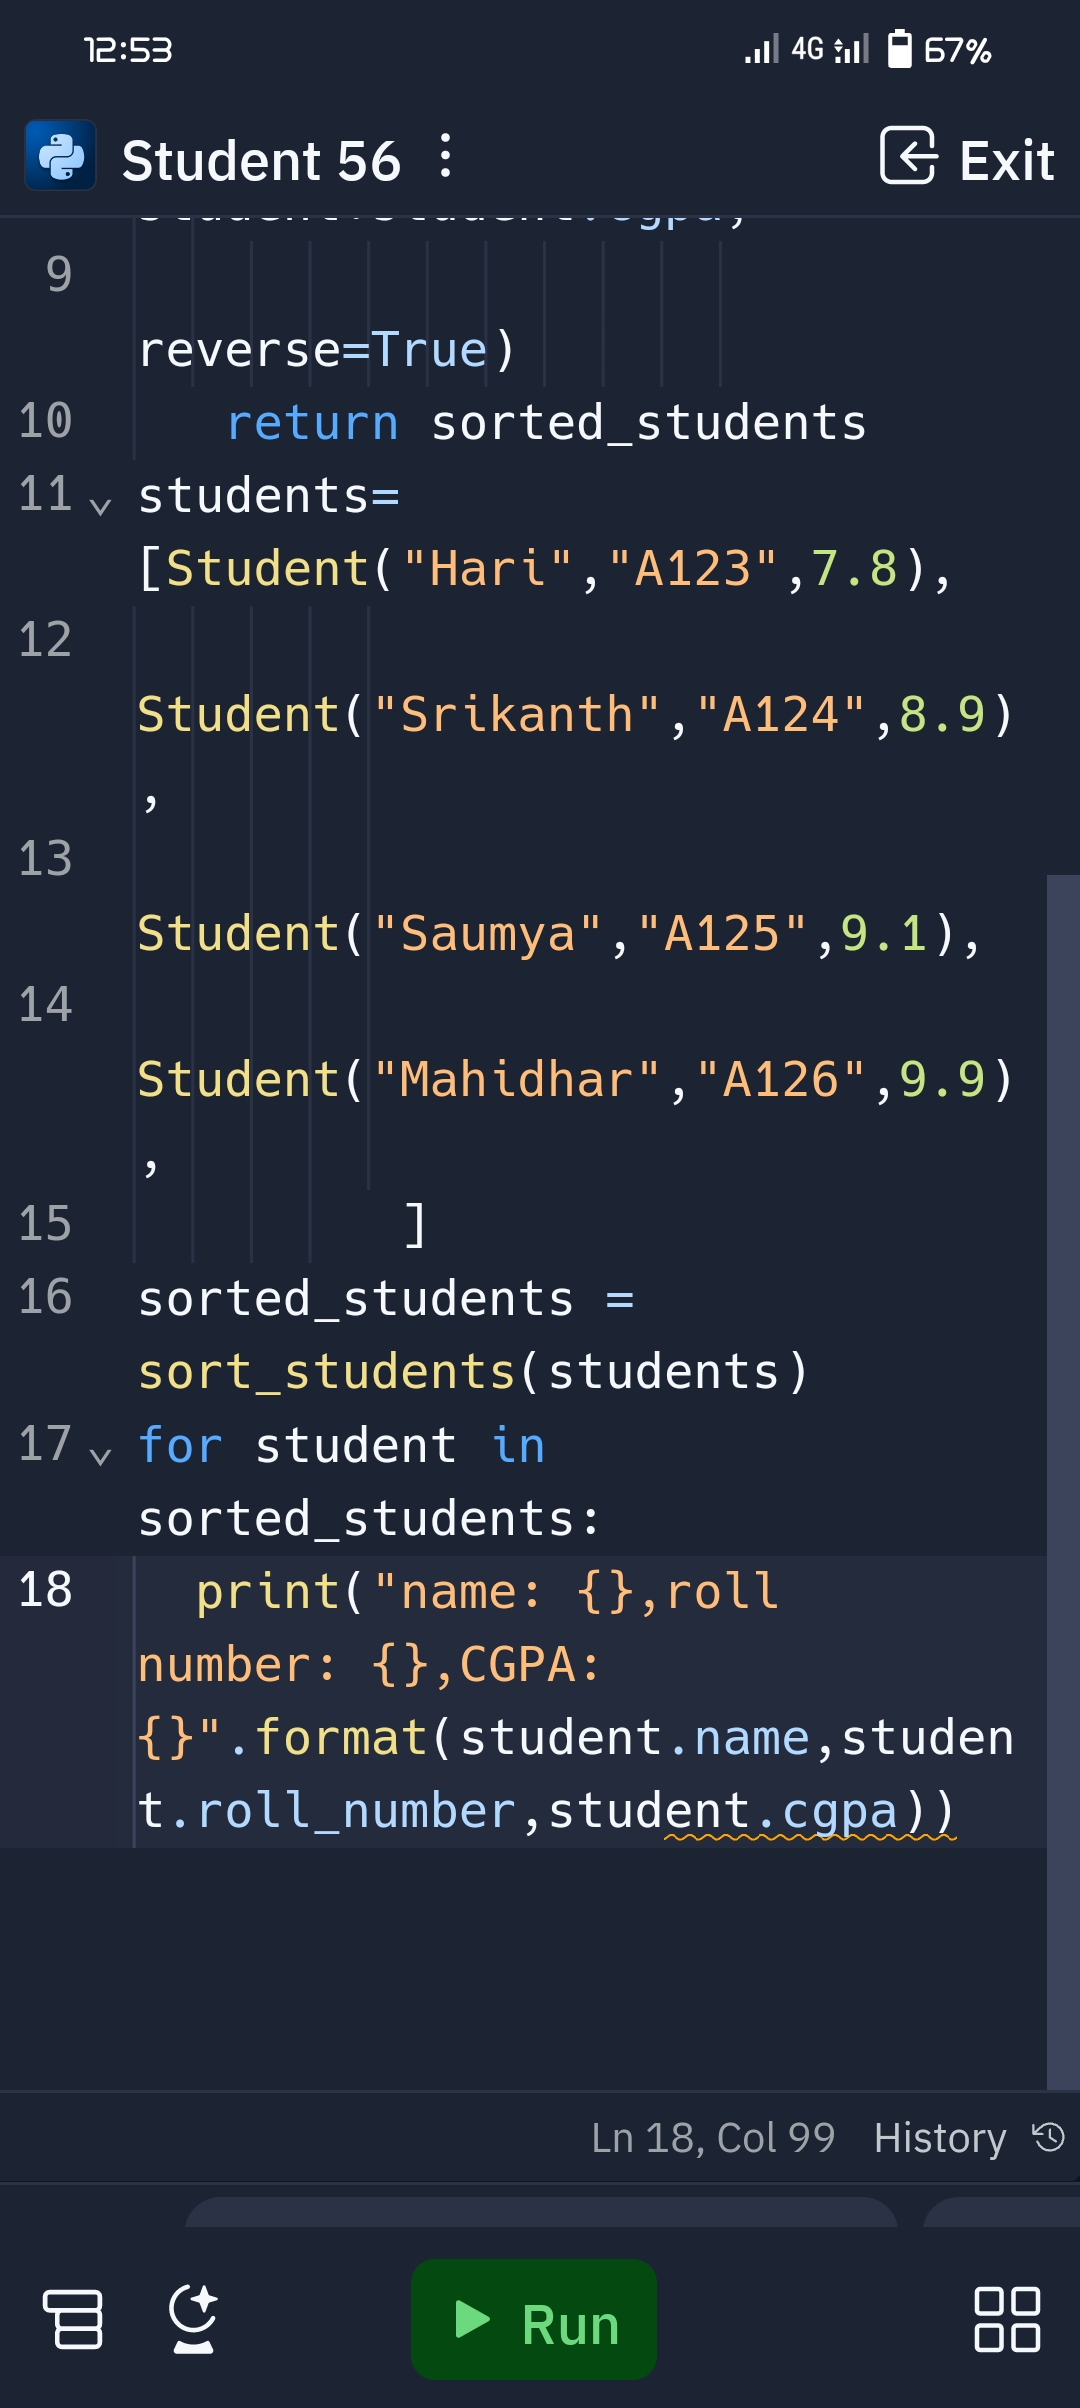 12:53 4G 67%
Student 56 Exit
student:student.cgpa,
9
reverse=True)
10 return sorted_students
11 students=
[Student("Hari","A123",7.8),
12
Student("Srikanth","A124",8.9)
,
13
Student("Saumya","A125",9.1),
14
Student("Mahidhar","A126",9.9)
,
15 ]
16 sorted_students =
sort_students(students)
17 for student in
sorted_students:
18 print("name: {},roll
number: {},CGPA:
{}".format(student.name,studen
t.roll_number,student.cgpa))
Ln 18, Col 99 History
Run